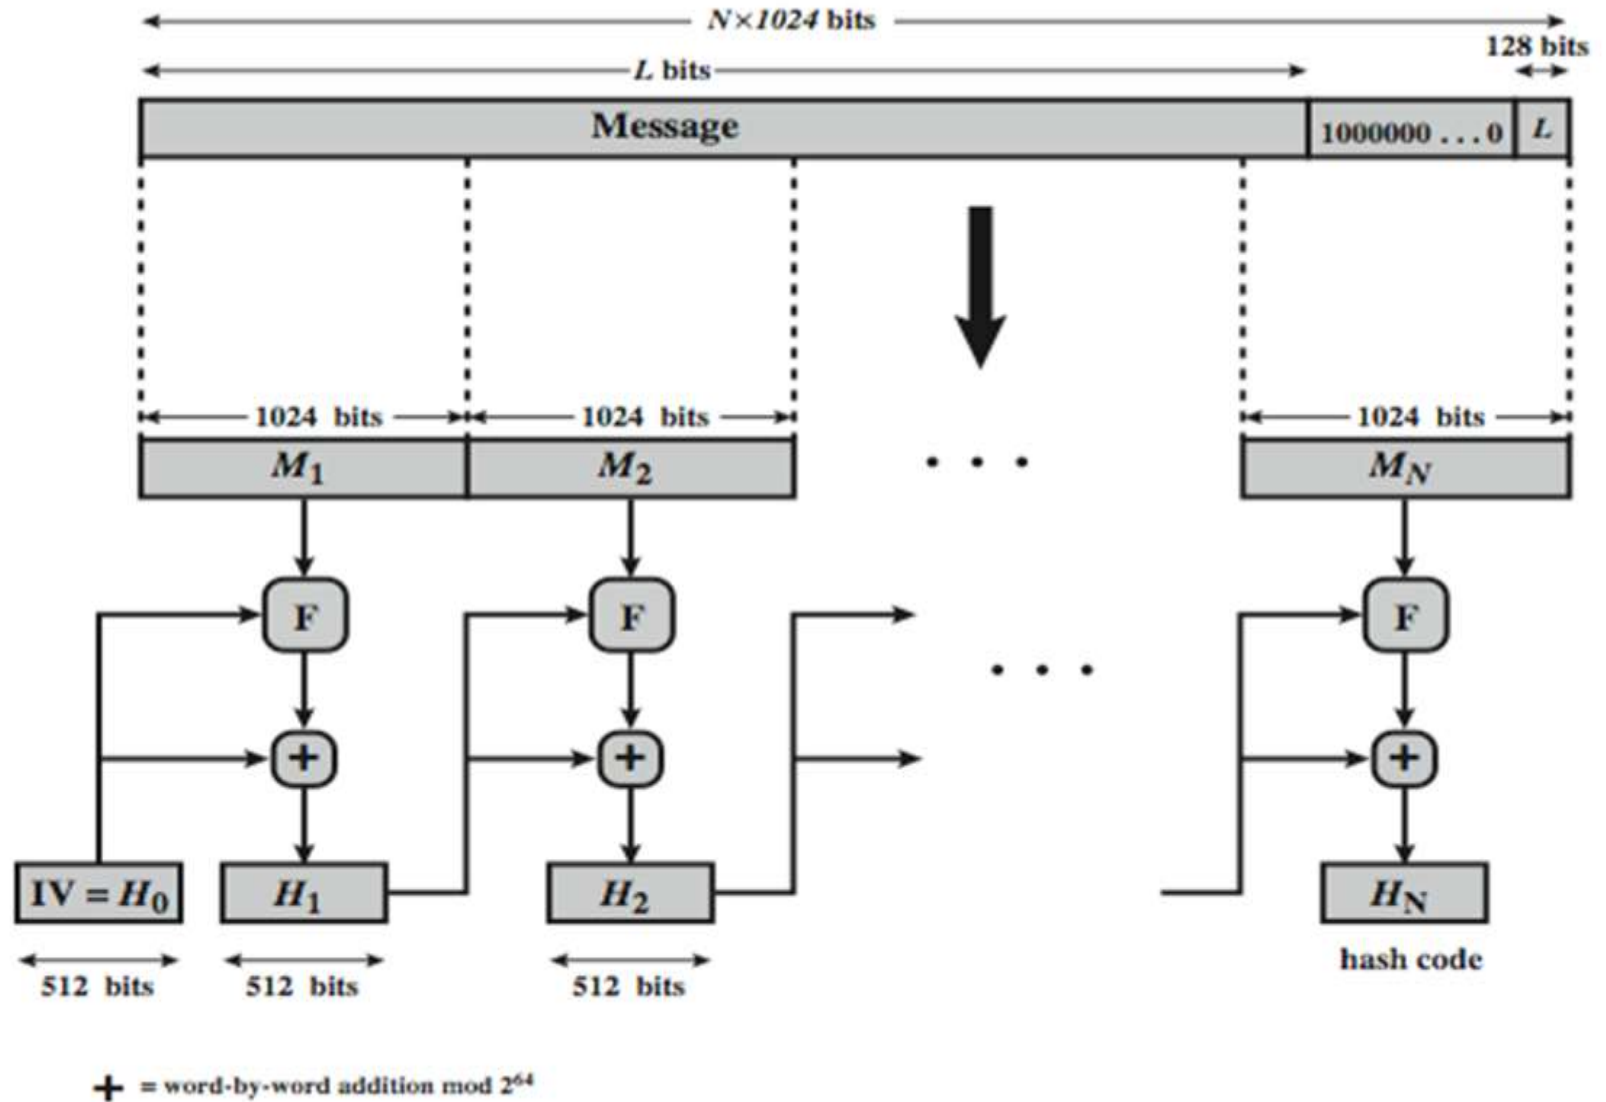 N×1024 bits
128 bits
L bits
Message 1000000 . . . 0 L
1024 bits 1024 bits 1024 bits
M1 M2 . . . MN
F F F
. . .
+ + +
IV = H0 H1 H2 HN
hash code
512 bits 512 bits 512 bits
+ = word-by-word addition mod 2^64